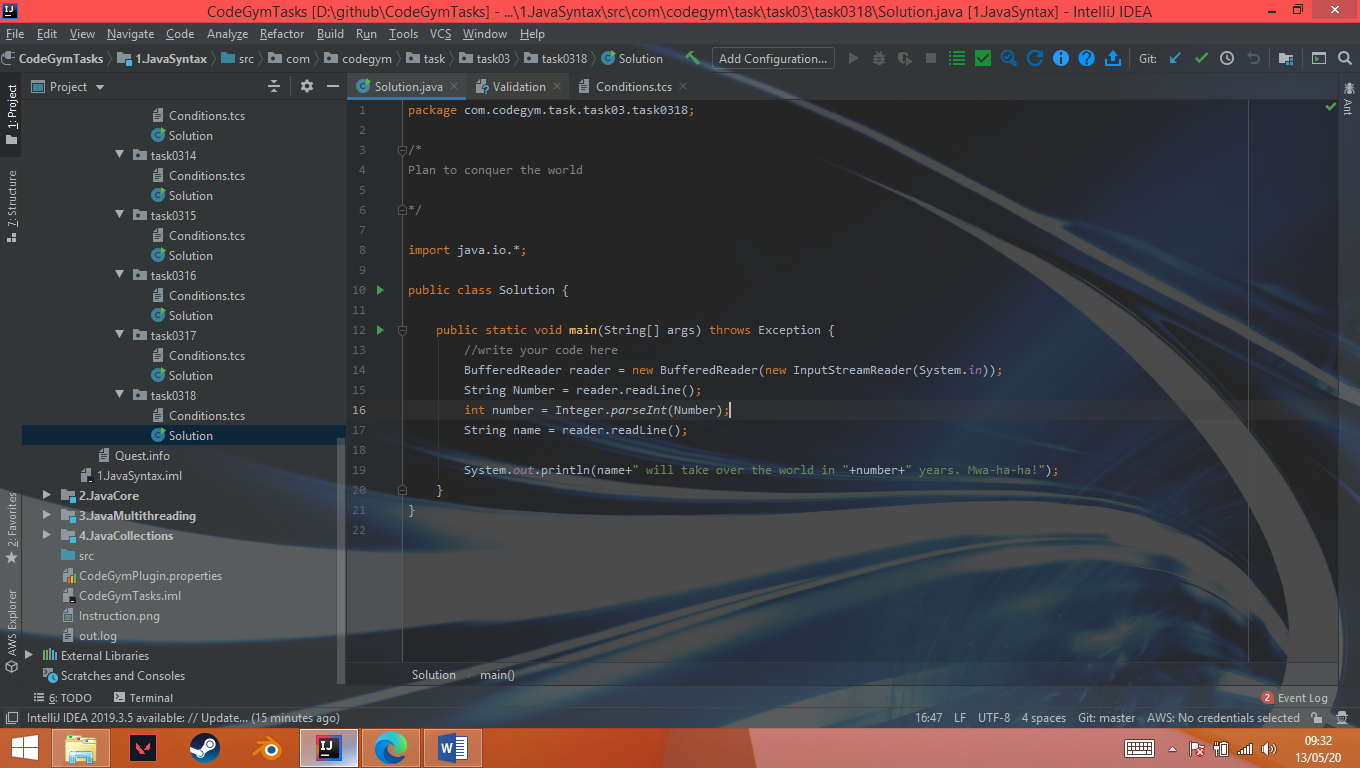 CodeGymTasks [D:\github\CodeGymTasks] - ...\1.JavaSyntax\src\com\codegym\task\task03\task0318\Solution.java [1.JavaSyntax] - IntelliJ IDEA
File Edit View Navigate Code Analyze Refactor Build Run Tools VCS Window Help
CodeGymTasks 1.JavaSyntax src com codegym task task03 task0318 Solution Add Configuration... Git:
1: Project
Z: Structure
2: Favorites
AWS Explorer
Project
Conditions.tcs
Solution
task0314
Conditions.tcs
Solution
task0315
Conditions.tcs
Solution
task0316
Conditions.tcs
Solution
task0317
Conditions.tcs
Solution
task0318
Conditions.tcs
Solution
Quest.info
1.JavaSyntax.iml
2.JavaCore
3.JavaMultithreading
4.JavaCollections
src
CodeGymPlugin.properties
CodeGymTasks.iml
Instruction.png
out.log
External Libraries
Scratches and Consoles
Solution.java Validation Conditions.tcs
1 package com.codegym.task.task03.task0318;
2
3 /*
4 Plan to conquer the world
5
6 */
7
8 import java.io.*;
9
10 public class Solution {
11
12 public static void main(String[] args) throws Exception {
13 //write your code here
14 BufferedReader reader = new BufferedReader(new InputStreamReader(System.in));
15 String Number = reader.readLine();
16 int number = Integer.parseInt(Number);
17 String name = reader.readLine();
18
19 System.out.println(name+" will take over the world in "+number+" years. Mwa-ha-ha!");
20 }
21 }
22
Ant
Solution main()
6: TODO Terminal
2 Event Log
IntelliJ IDEA 2019.3.5 available: // Update... (15 minutes ago) 16:47 LF UTF-8 4 spaces Git: master AWS: No credentials selected
09:32
13/05/20